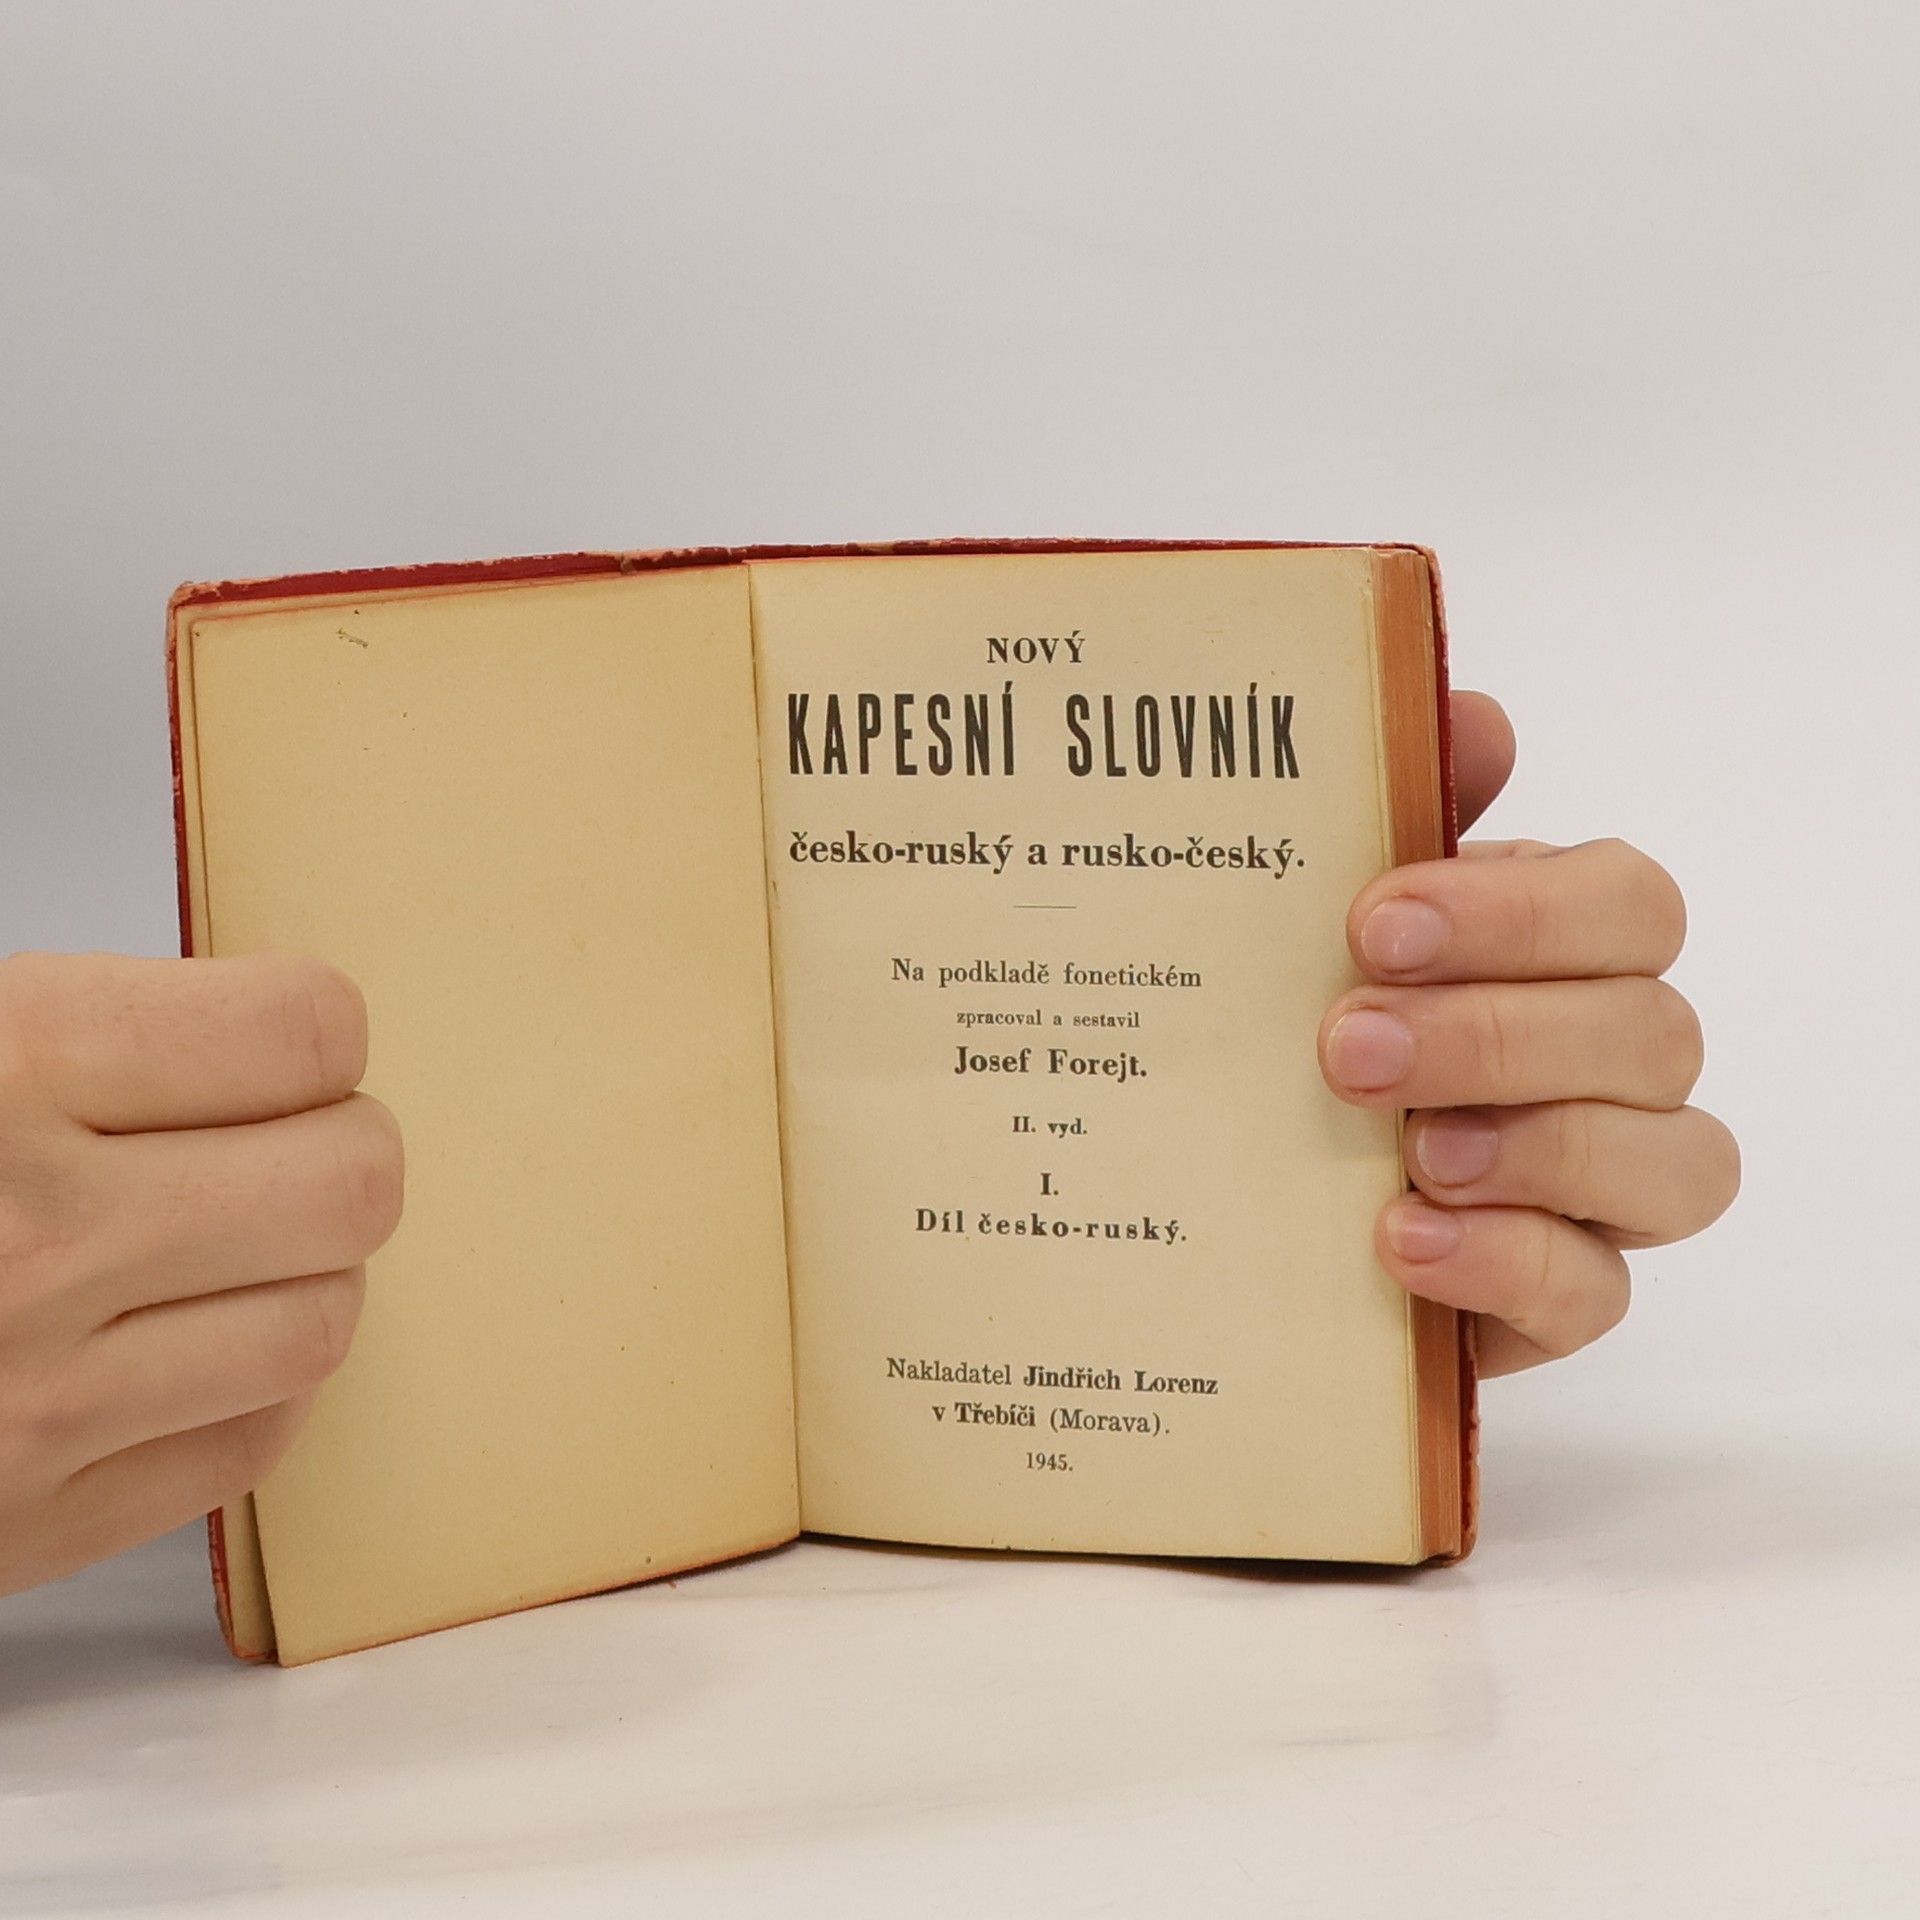 NOVÝ
KAPESNÍ SLOVNÍK
česko-ruský a rusko-český.
Na podkladě fonetickém
zpracoval a sestavil
Josef Forejt.
II. vyd.
I.
Díl česko-ruský.
Nakladatel Jindřich Lorenz
v Třebíči (Morava).
1945.